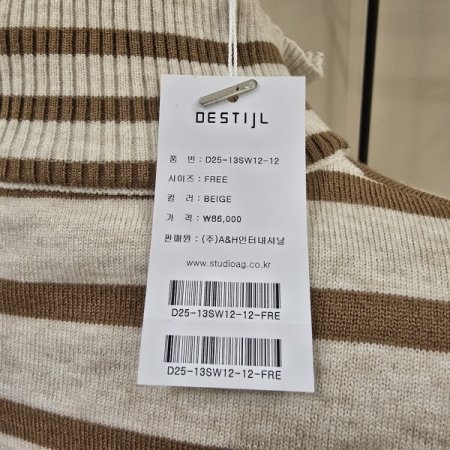 DESTIJL
품 번 : D25-13SW12-12
사이즈 : FREE
컬 러 : BEIGE
가 격 : ₩86,000
판매원 : (주)A&H인터내셔날
www.studioag.co.kr
D25-13SW12-12-FRE
D25-13SW12-12-FRE